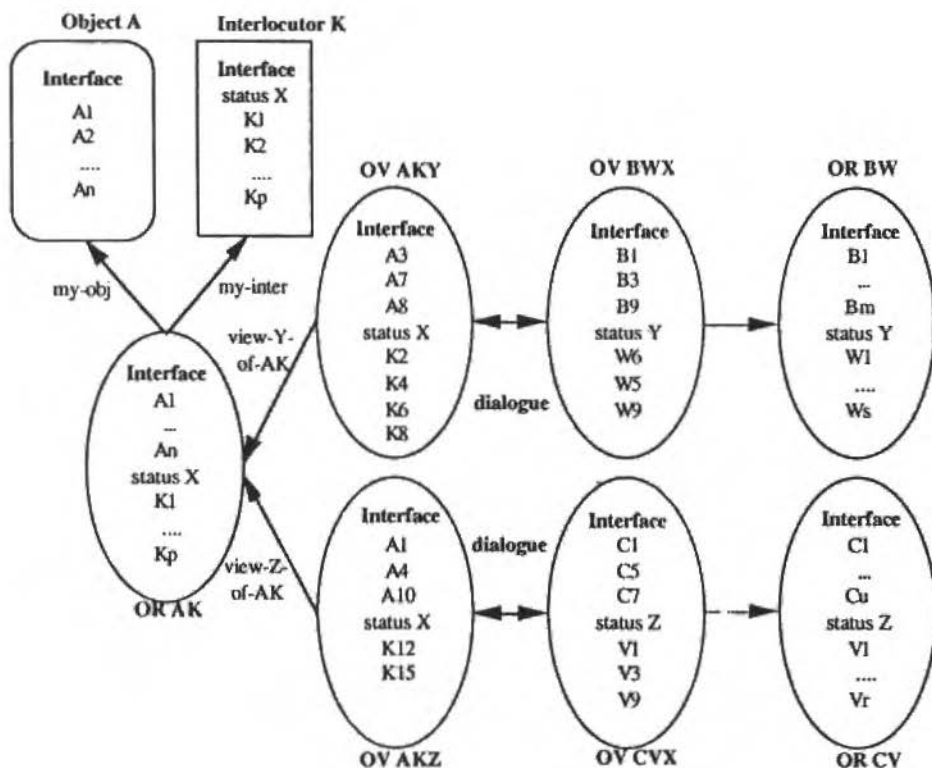 Object A
Interface
A1
A2
....
An
Interlocutor K
Interface
status X
K1
K2
....
Kp
my-obj
my-inter
Interface
A1
...
An
status X
K1
....
Kp
OR AK
view-Y-
of-AK
view-Z-
of-AK
OV AKY
Interface
A3
A7
A8
status X
K2
K4
K6
K8
dialogue
OV BWX
Interface
B1
B3
B9
status Y
W6
W5
W9
OR BW
Interface
B1
...
Bm
status Y
W1
....
Ws
Interface
A1
A4
A10
status X
K12
K15
OV AKZ
dialogue
Interface
C1
C5
C7
status Z
V1
V3
V9
OV CVX
Interface
C1
...
Cu
status Z
V1
....
Vr
OR CV